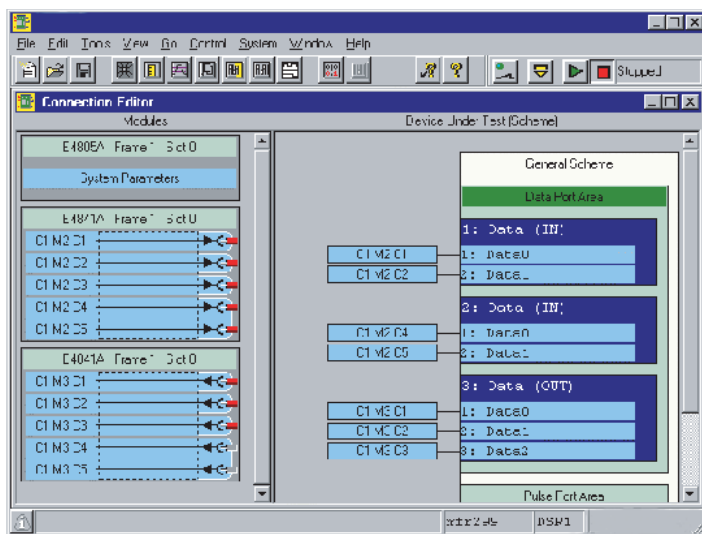 File Edit Tools View Go Control System Window Help
Stopped
Connection Editor
Modules
Device Under Test (Scheme)
E4805A Frame 1 Slot 0
System Parameters
Frame 1 Slot 0
C1 M2 C1
C1 M2 C2
C1 M2 C3
C1 M2 C4
C1 M2 C5
Frame 1 Slot 0
C1 M3 C1
C1 M3 C2
C1 M3 C3
C1 M3 C4
C1 M3 C5
General Scheme
Data Port Area
1: Data (IN)
C1 M2 C1 1: Data0
C1 M2 C2 2: Data1
2: Data (IN)
C1 M2 C4 1: Data0
C1 M2 C5 2: Data1
3: Data (OUT)
C1 M3 C1 1: Data0
C1 M3 C2 2: Data1
C1 M3 C3 3: Data2
Pulse Port Area
DSR1